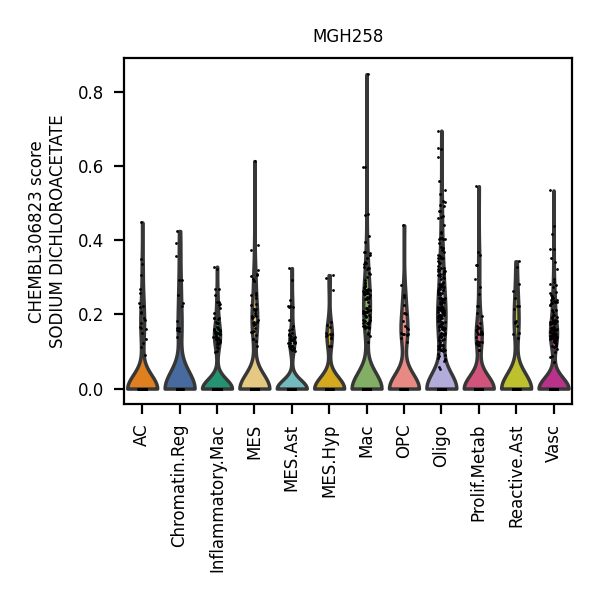 MGH258
CHEMBL306823 score
SODIUM DICHLOROACETATE
0.8
0.6
0.4
0.2
0.0
AC
Chromatin.Reg
Inflammatory.Mac
MES
MES.Ast
MES.Hyp
Mac
OPC
Oligo
Prolif.Metab
Reactive.Ast
Vasc